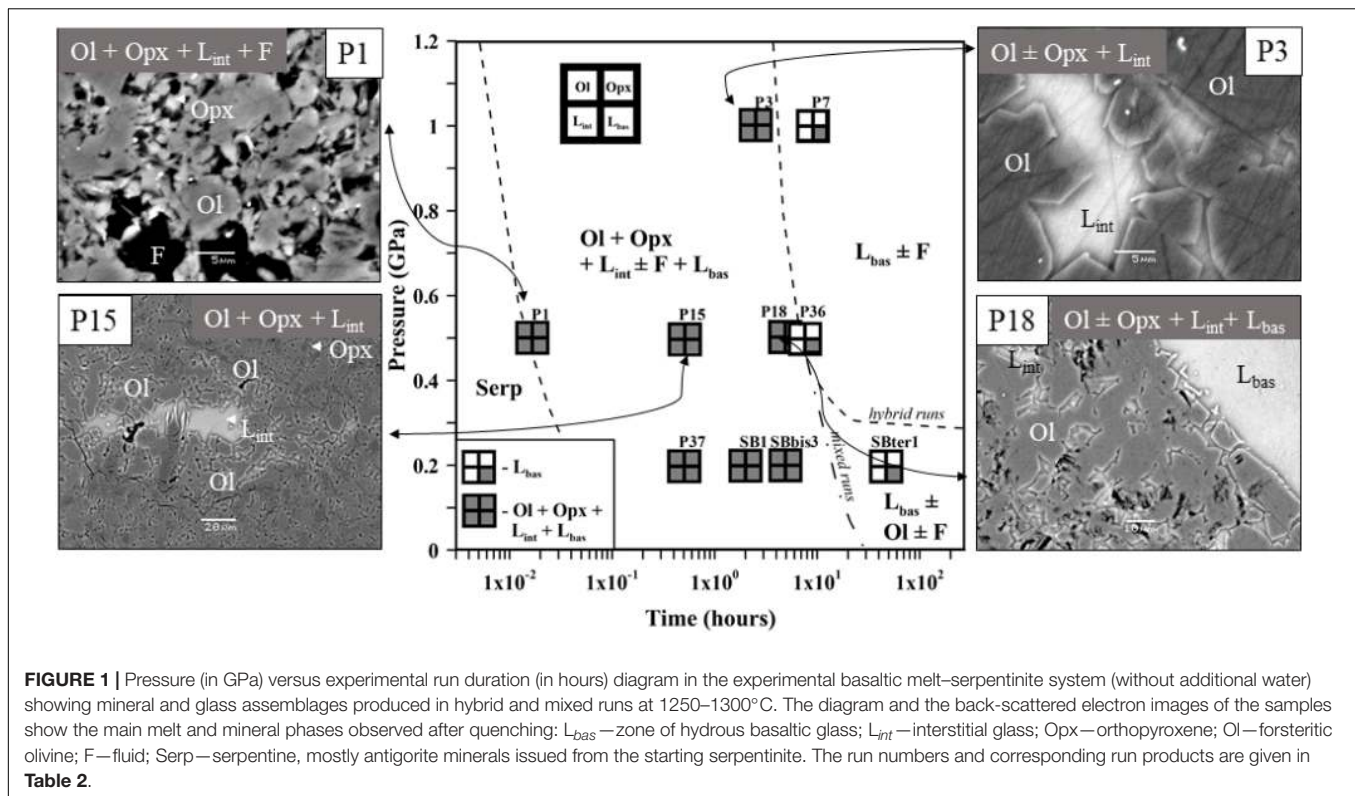 Ol + Opx + Lint + F
P1
Opx
Ol
F
5μm
P15
Ol + Opx + Lint
Opx
Ol
Ol
Lint
Ol
20μm
Pressure (GPa)
1.2
1
0.8
0.6
0.4
0.2
0
Ol
Opx
Lint
Lbas
P3
P7
Ol + Opx
+ Lint ± F + Lbas
Lbas ± F
P1
P15
P18
P36
Serp
hybrid runs
mixed runs
P37
SB1
SBbis3
SBter1
- Lbas
- Ol + Opx +
Lint + Lbas
Lbas ±
Ol ± F
1x10-2
1x10-1
1x100
1x101
1x102
Time (hours)
Ol ± Opx + Lint
P3
Ol
Ol
Lint
5μm
P18
Ol ± Opx + Lint+ Lbas
Lint
Lbas
Ol
10μm
FIGURE 1 | Pressure (in GPa) versus experimental run duration (in hours) diagram in the experimental basaltic melt–serpentinite system (without additional water)
showing mineral and glass assemblages produced in hybrid and mixed runs at 1250–1300°C. The diagram and the back-scattered electron images of the samples
show the main melt and mineral phases observed after quenching: Lbas—zone of hydrous basaltic glass; Lint—interstitial glass; Opx—orthopyroxene; Ol—forsteritic
olivine; F—fluid; Serp—serpentine, mostly antigorite minerals issued from the starting serpentinite. The run numbers and corresponding run products are given in
Table 2.